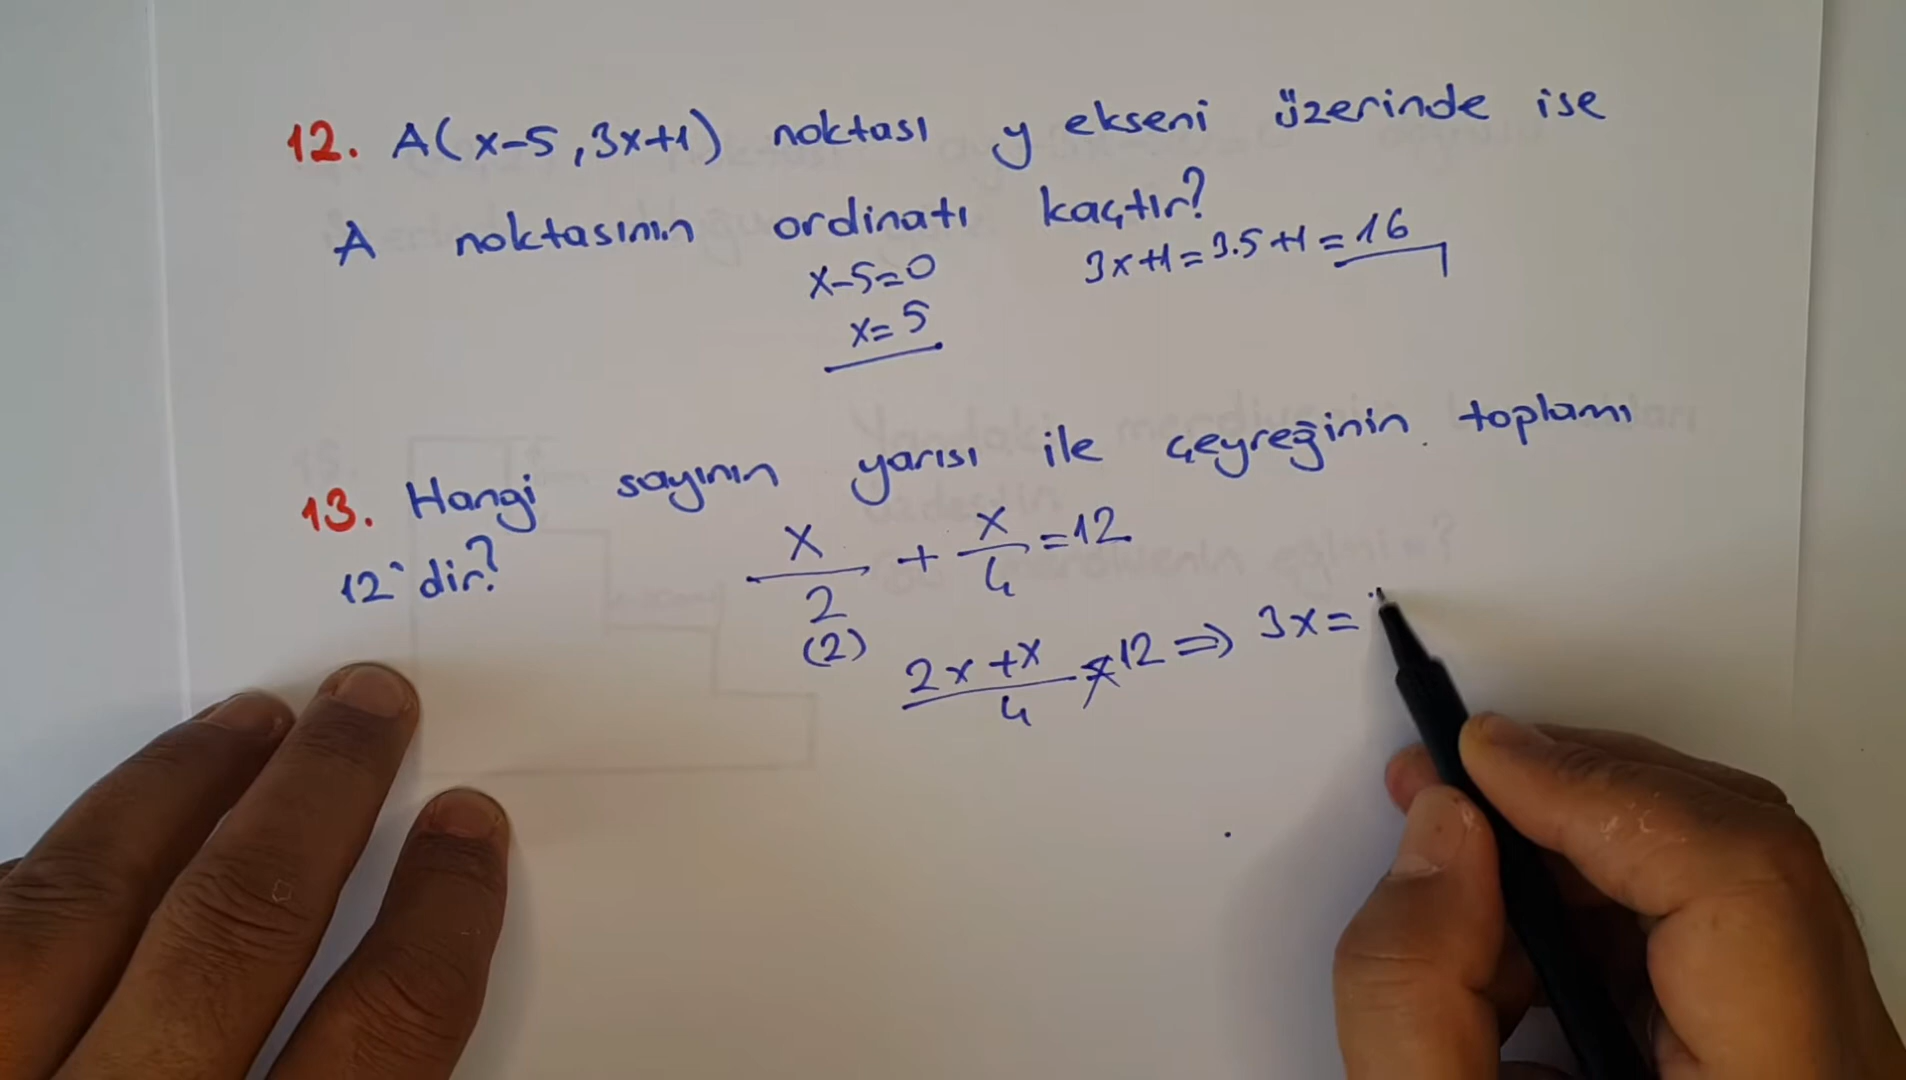 12. A(x-5, 3x+1) noktası y ekseni üzerinde ise
A noktasının ordinatı kaçtır?
x-5=0
x=5
3x+1=3.5+1=16
13. Hangi sayının yarısı ile çeyreğinin toplamı
12'dir?
x/2 + x/4 = 12
(2)
2x+x/4 = 12 ⇒ 3x=